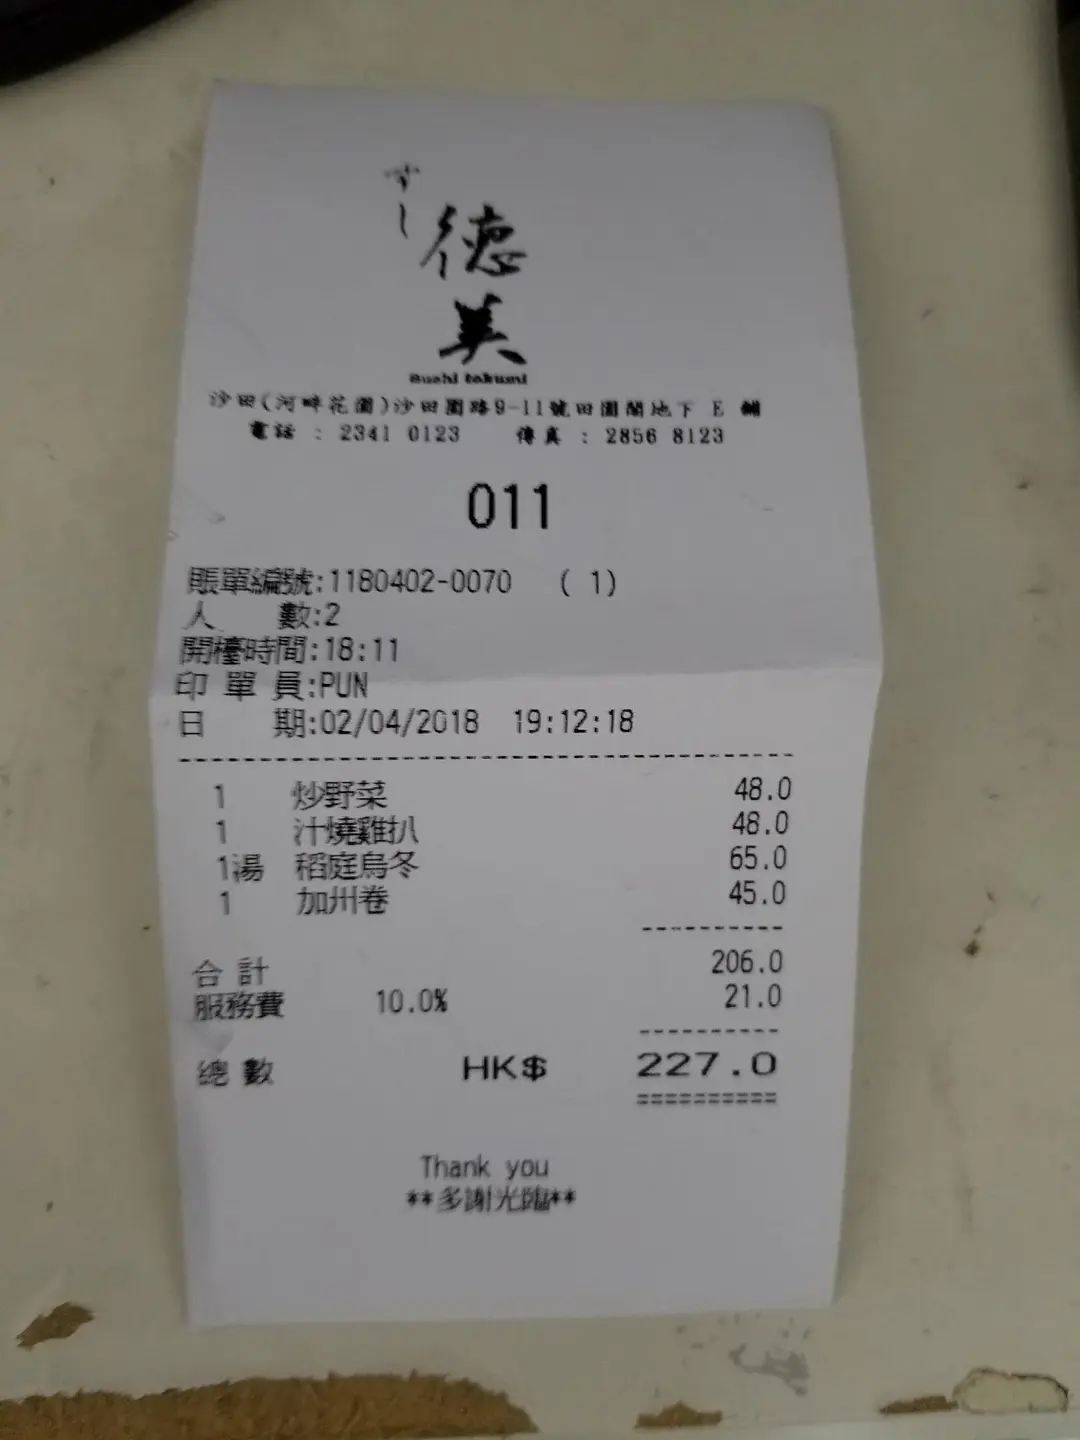 すし
德美
Sushi takumi
沙田(河畔花園)沙田圍路9-11號田園閣地下 E 鋪
電話 : 2341 0123 傳真 : 2856 8123
011
賬單編號:1180402-0070 ( 1)
人 數:2
開檯時間:18:11
印 單 員:PUN
日 期:02/04/2018 19:12:18
1 炒野菜 48.0
1 汁燒雞扒 48.0
1湯 稻庭烏冬 65.0
1 加州卷 45.0
合 計 206.0
服務費 10.0% 21.0
總 數 HK$ 227.0
Thank you
**多謝光臨**